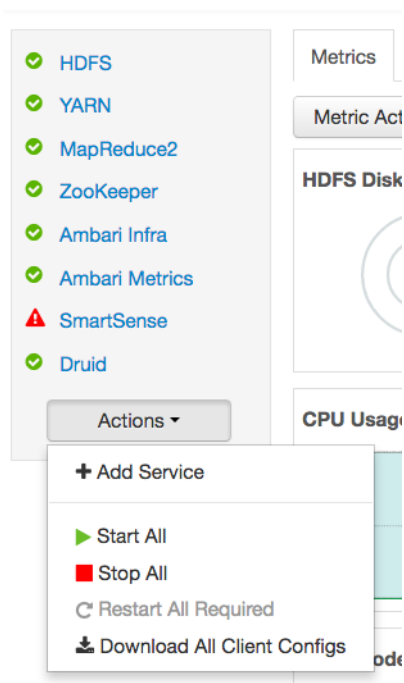 HDFS
YARN
MapReduce2
ZooKeeper
Ambari Infra
Ambari Metrics
SmartSense
Druid
Actions
Add Service
Start All
Stop All
Restart All Required
Download All Client Configs
Metrics
Metric Act
HDFS Disk
CPU Usage
ode